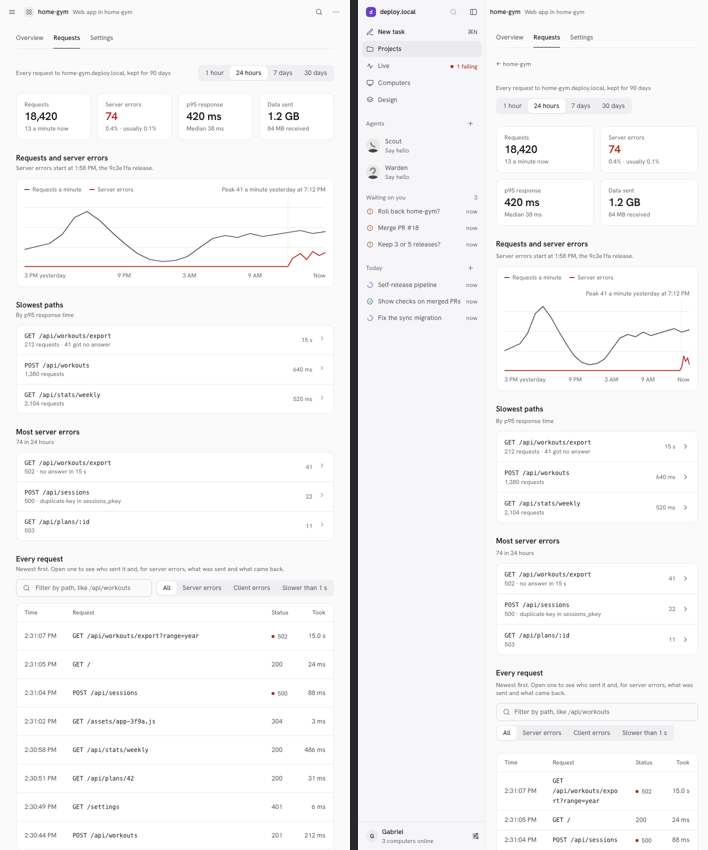 home-gym Web app in home-gym
Overview Requests Settings
Every request to home-gym.deploy.local, kept for 90 days
1 hour 24 hours 7 days 30 days
Requests
18,420
13 a minute now
Server errors
74
0.4% · usually 0.1%
p95 response
420 ms
Median 38 ms
Data sent
1.2 GB
84 MB received
Requests and server errors
Server errors start at 1:58 PM, the 9c3e1fa release.
Requests a minute Server errors Peak 41 a minute yesterday at 7:12 PM
3 PM yesterday 9 PM 3 AM 9 AM Now
Slowest paths
By p95 response time
GET /api/workouts/export
212 requests · 41 got no answer
15 s
POST /api/workouts
1,380 requests
640 ms
GET /api/stats/weekly
2,104 requests
520 ms
Most server errors
74 in 24 hours
GET /api/workouts/export
502 · no answer in 15 s
41
POST /api/sessions
500 · duplicate key in sessions_pkey
22
GET /api/plans/:id
503
11
Every request
Newest first. Open one to see who sent it and, for server errors, what was sent and what came back.
Filter by path, like /api/workouts
All Server errors Client errors Slower than 1 s
Time Request Status Took
2:31:07 PM GET /api/workouts/export?range=year 502 15.0 s
2:31:05 PM GET / 200 24 ms
2:31:04 PM POST /api/sessions 500 88 ms
2:31:02 PM GET /assets/app-3f9a.js 304 3 ms
2:30:58 PM GET /api/stats/weekly 200 486 ms
2:30:51 PM GET /api/plans/42 200 31 ms
2:30:49 PM GET /settings 401 6 ms
2:30:44 PM POST /api/workouts 201 212 ms
d deploy.local
New task ⌘N
Projects
Live 1 failing
Computers
Design
Agents +
Scout
Say hello
Warden
Say hello
Waiting on you 3
Roll back home-gym? now
Merge PR #18 now
Keep 3 or 5 releases? now
Today +
Self-release pipeline now
Show checks on merged PRs now
Fix the sync migration now
G Gabriel
3 computers online
home-gym Web app in home-gym
Overview Requests Settings
← home-gym
Every request to home-gym.deploy.local, kept for 90 days
1 hour 24 hours 7 days 30 days
Requests
18,420
13 a minute now
Server errors
74
0.4% · usually 0.1%
p95 response
420 ms
Median 38 ms
Data sent
1.2 GB
84 MB received
Requests and server errors
Server errors start at 1:58 PM, the 9c3e1fa release.
Requests a minute Server errors
Peak 41 a minute yesterday at 7:12 PM
3 PM yesterday 9 PM 3 AM 9 AM Now
Slowest paths
By p95 response time
GET /api/workouts/export
212 requests · 41 got no answer
15 s
POST /api/workouts
1,380 requests
640 ms
GET /api/stats/weekly
2,104 requests
520 ms
Most server errors
74 in 24 hours
GET /api/workouts/export
502 · no answer in 15 s
41
POST /api/sessions
500 · duplicate key in sessions_pkey
22
GET /api/plans/:id
503
11
Every request
Newest first. Open one to see who sent it and, for server errors, what was
sent and what came back.
Filter by path, like /api/workouts
All Server errors Client errors Slower than 1 s
Time Request Status Took
GET
2:31:07 PM /api/workouts/expo 502 15.0 s
rt?range=year
2:31:05 PM GET / 200 24 ms
2:31:04 PM POST /api/sessions 500 88 ms